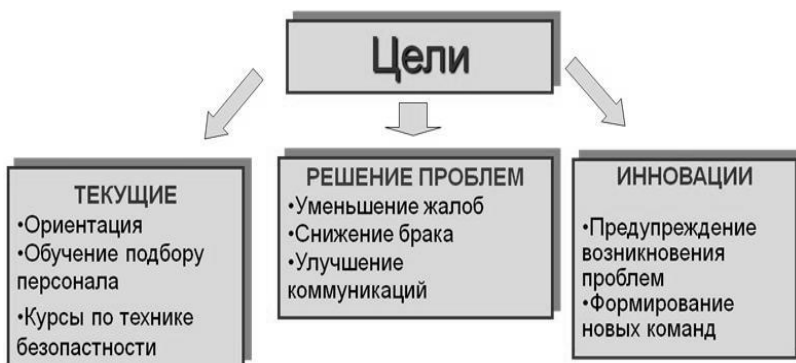 Цели
ТЕКУЩИЕ
•Ориентация
•Обучение подбору
персонала
•Курсы по технике
безопастности
РЕШЕНИЕ ПРОБЛЕМ
•Уменьшение жалоб
•Снижение брака
•Улучшение
коммуникаций
ИННОВАЦИИ
•Предупреждение
возникновения
проблем
•Формирование
новых команд